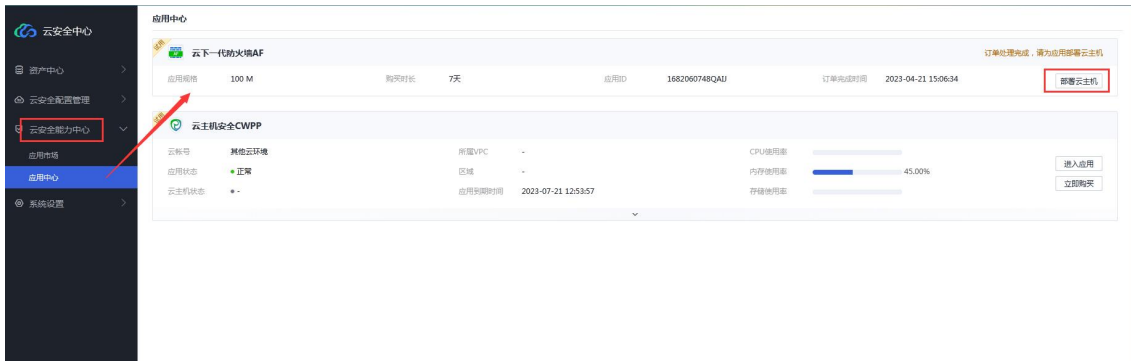 云安全中心
资产中心
云安全配置管理
云安全能力中心
应用市场
应用中心
系统设置
应用中心
试用
云下一代防火墙AF
订单处理完成，请为应用部署云主机
应用规格 100 M 购买时长 7天 应用ID 1682060748QAIJ 订单完成时间 2023-04-21 15:06:34 部署云主机
试用
云主机安全CWPP
云帐号 其他云环境 所属VPC - CPU使用率
应用状态 正常 区域 - 内存使用率 45.00% 进入应用
云主机状态 - 应用到期时间 2023-07-21 12:53:57 存储使用率 立即购买